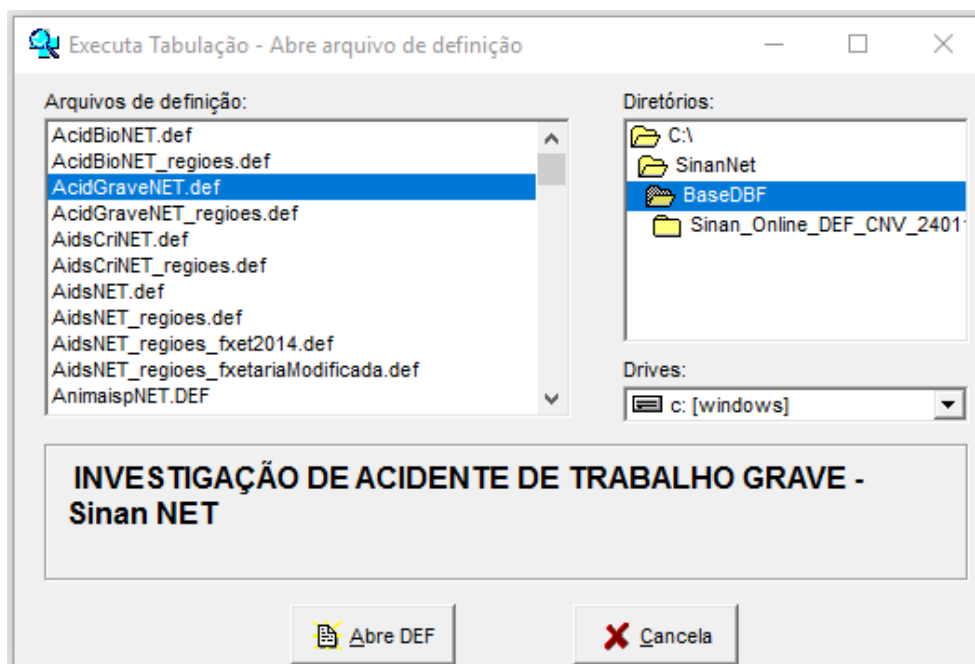 Executa Tabulação - Abre arquivo de definição
Arquivos de definição:
AcidBioNET.def
AcidBioNET_regioes.def
AcidGraveNET.def
AcidGraveNET_regioes.def
AidsCriNET.def
AidsCriNET_regioes.def
AidsNET.def
AidsNET_regioes.def
AidsNET_regioes_fxet2014.def
AidsNET_regioes_fxetariaModificada.def
AnimaispNET.DEF
Diretórios:
C:\
SinanNet
BaseDBF
Sinan_Online_DEF_CNV_2401
Drives:
c: [windows]
INVESTIGAÇÃO DE ACIDENTE DE TRABALHO GRAVE -
Sinan NET
Abre DEF
Cancela